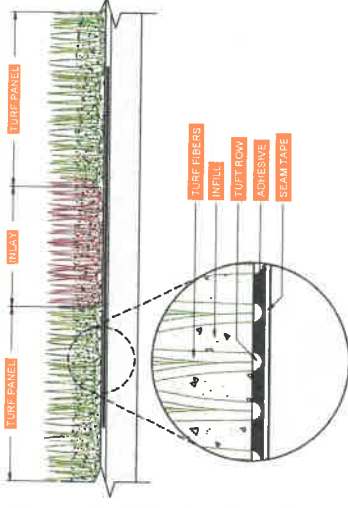 TURF PANEL
INLAY
TURF PANEL
TURF FIBERS
INFILL
TUFT ROW
ADHESIVE
SEAM TAPE